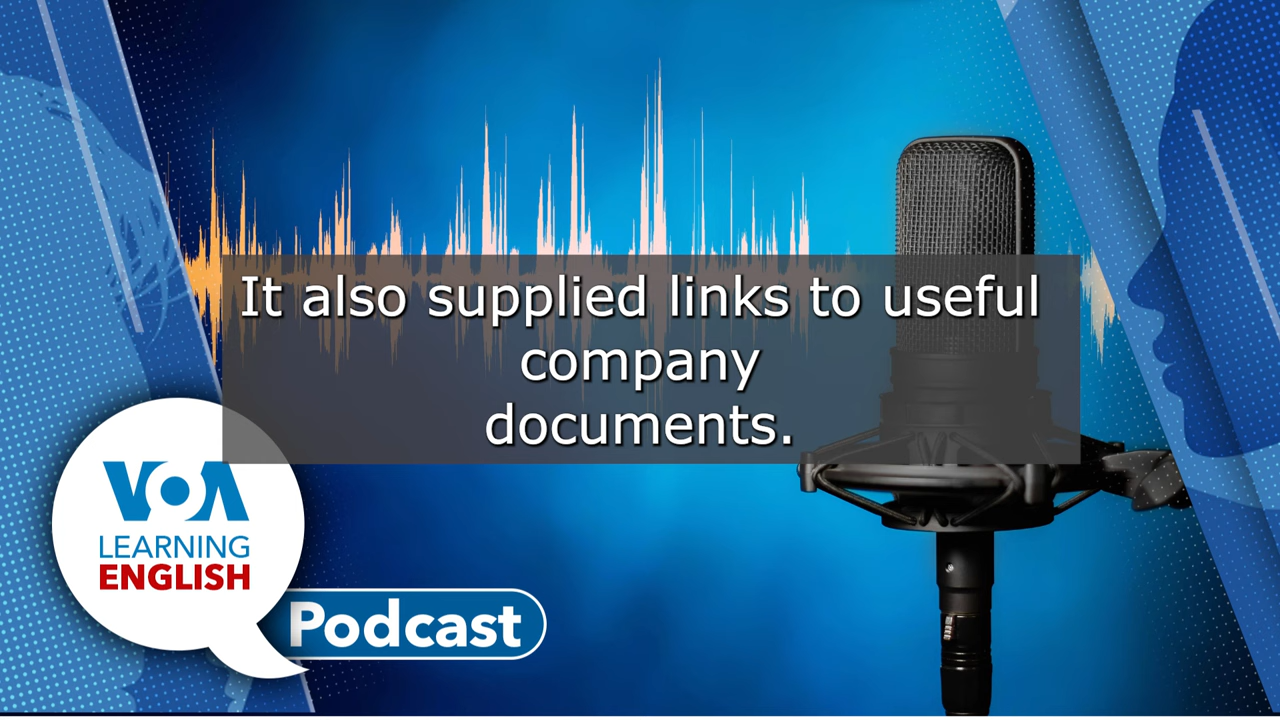 It also supplied links to useful
company
documents.
VOA
LEARNING
ENGLISH
Podcast